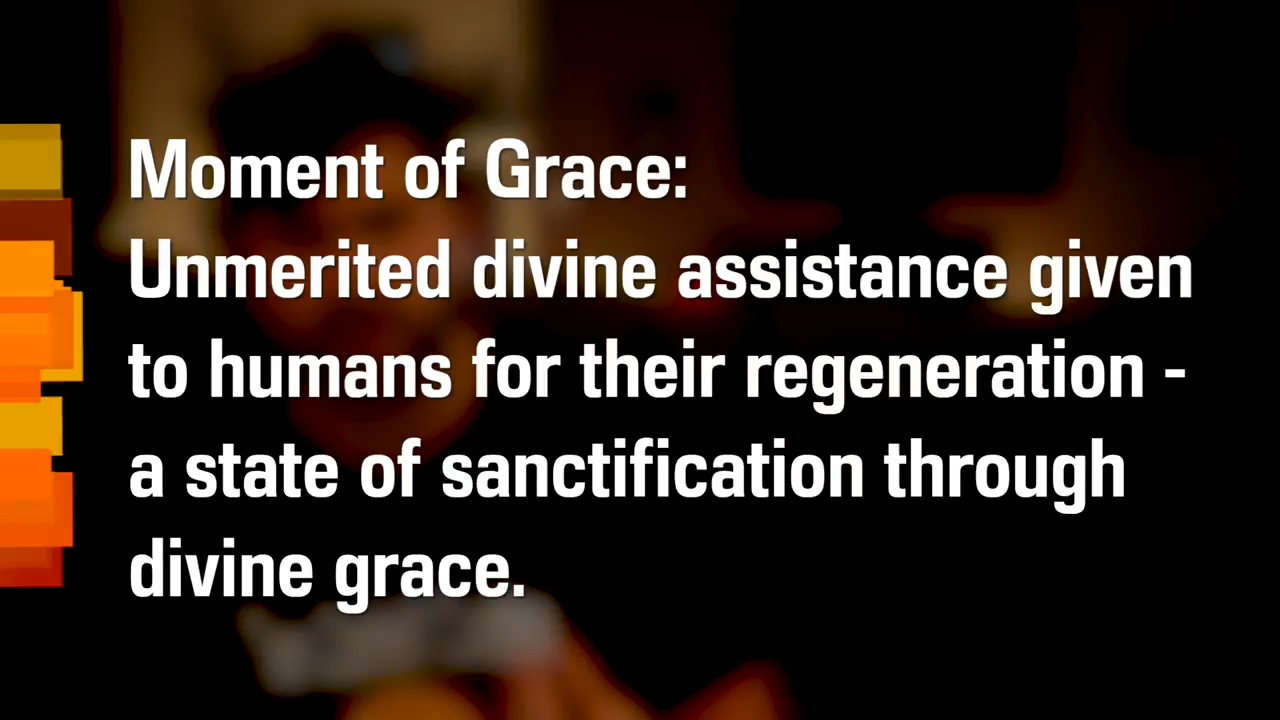 Moment of Grace:
Unmerited divine assistance given
to humans for their regeneration -
a state of sanctification through
divine grace.